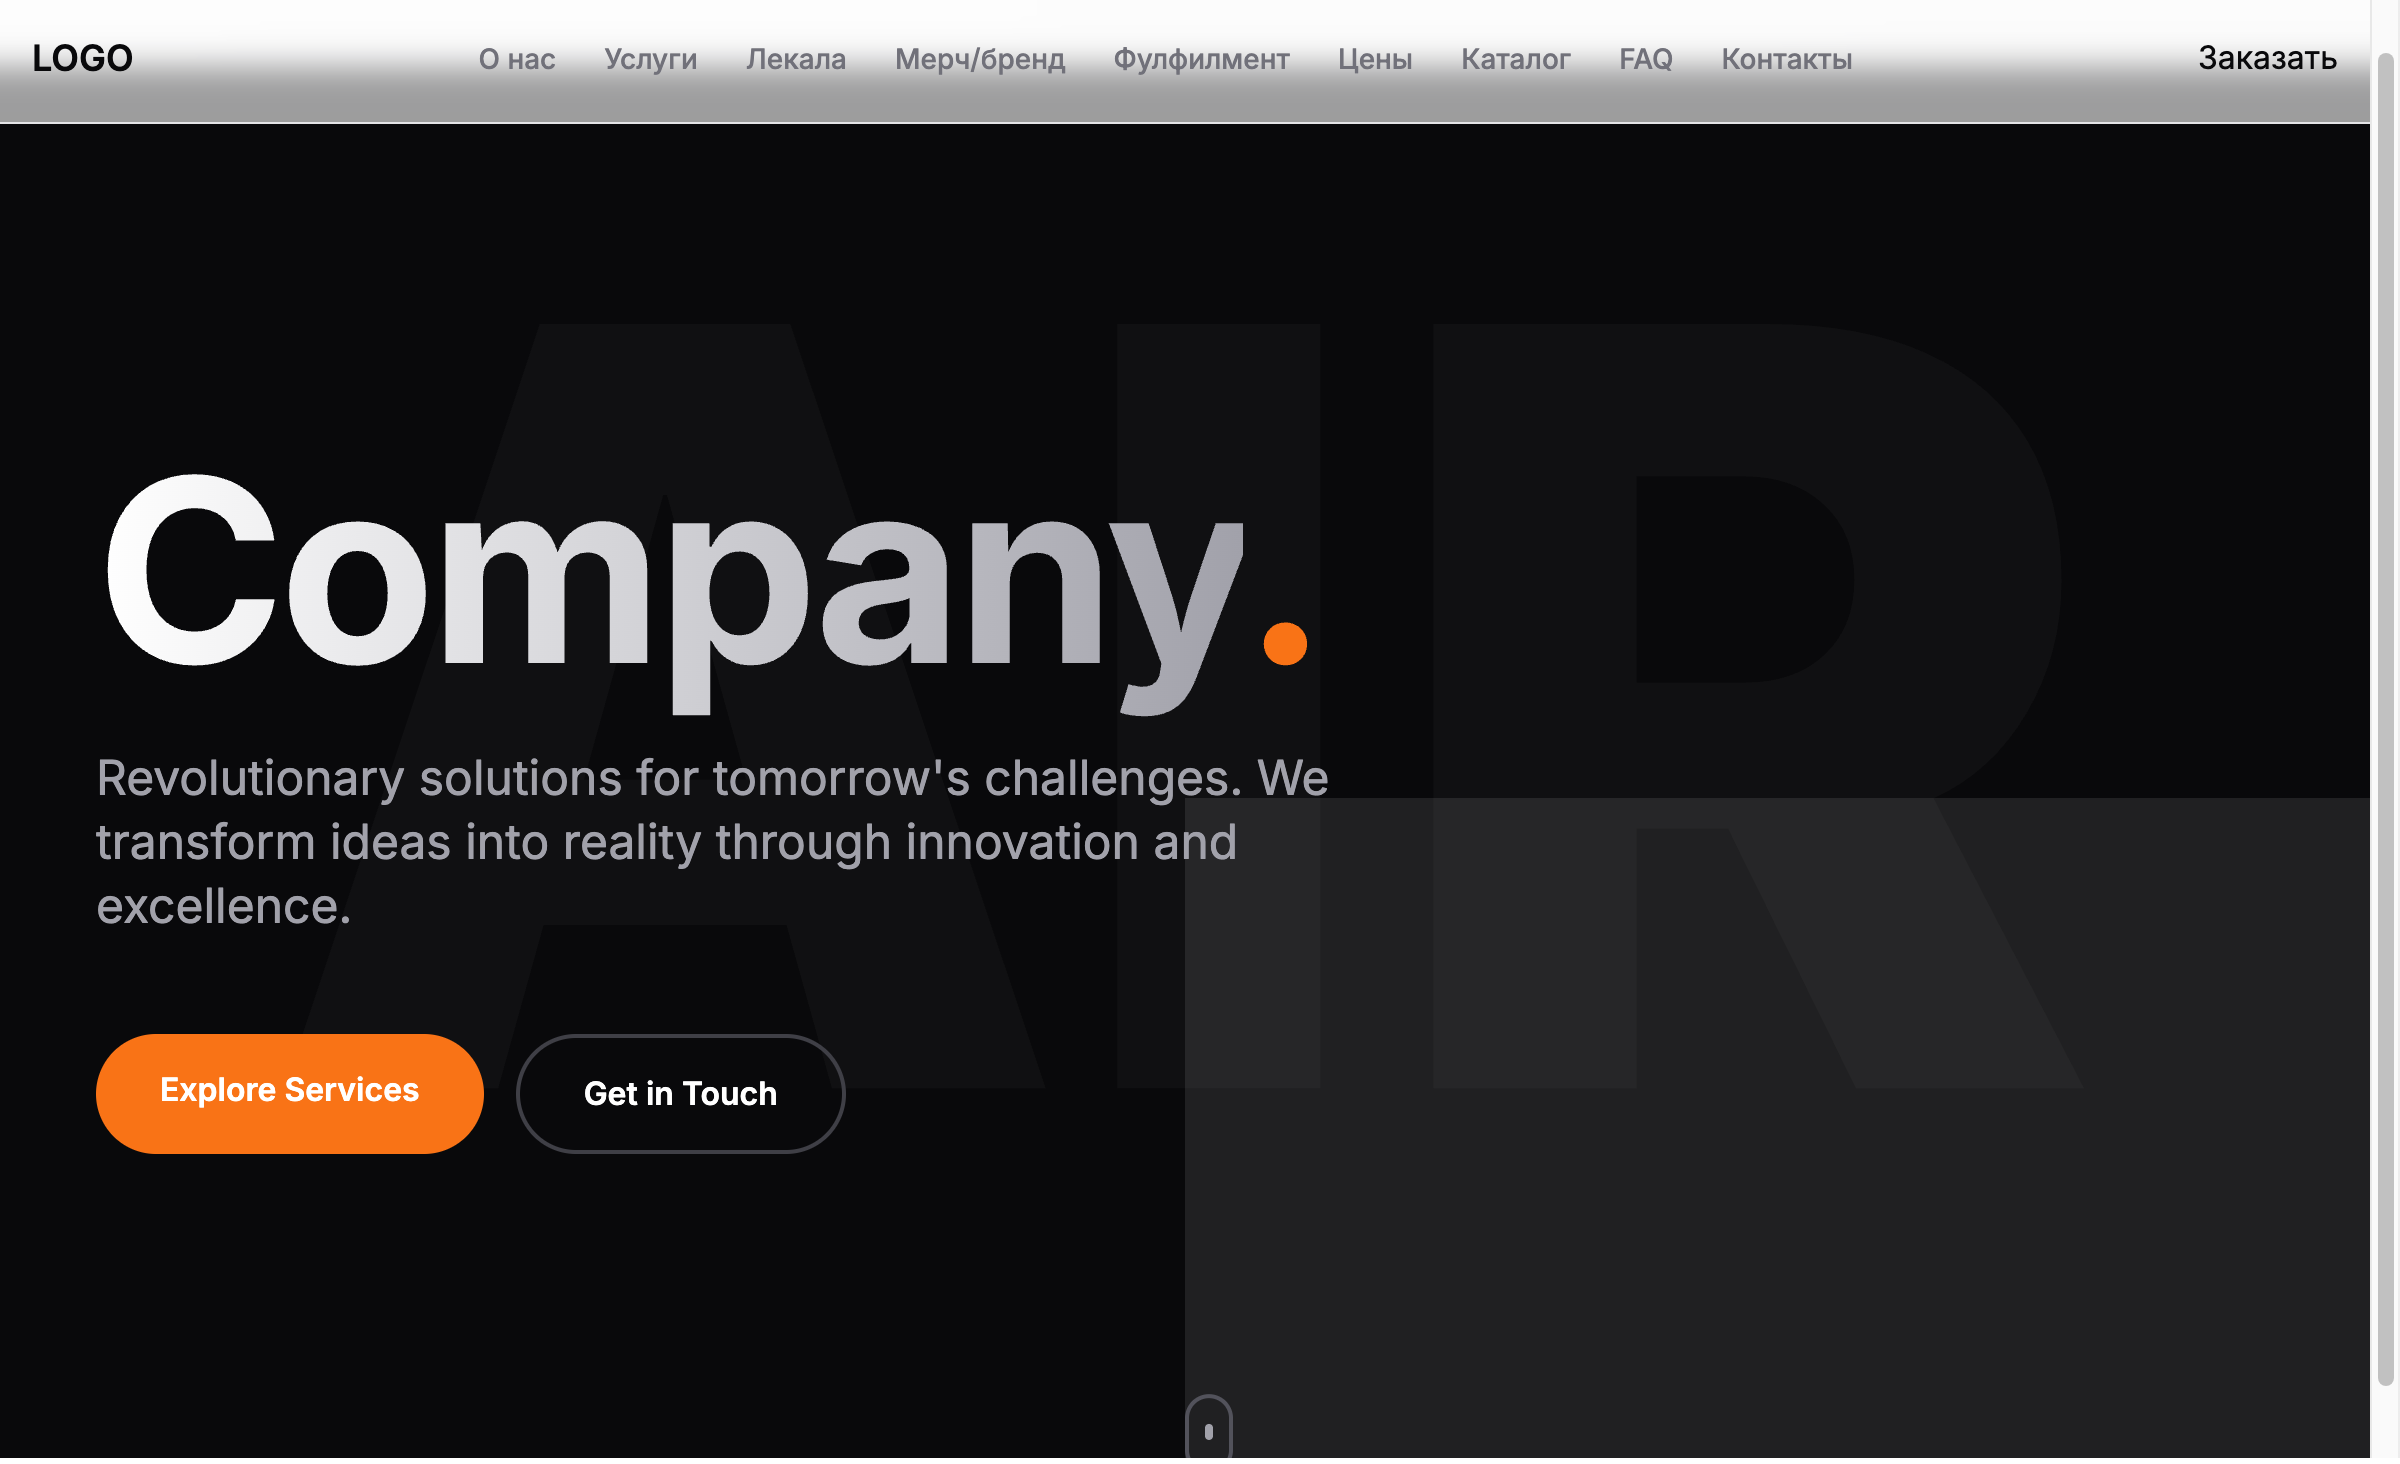 LOGO О нас Услуги Лекала Мерч/бренд Фулфилмент Цены Каталог FAQ Контакты Заказать
AIR
Company.
Revolutionary solutions for tomorrow's challenges. We
transform ideas into reality through innovation and
excellence.
Explore Services Get in Touch